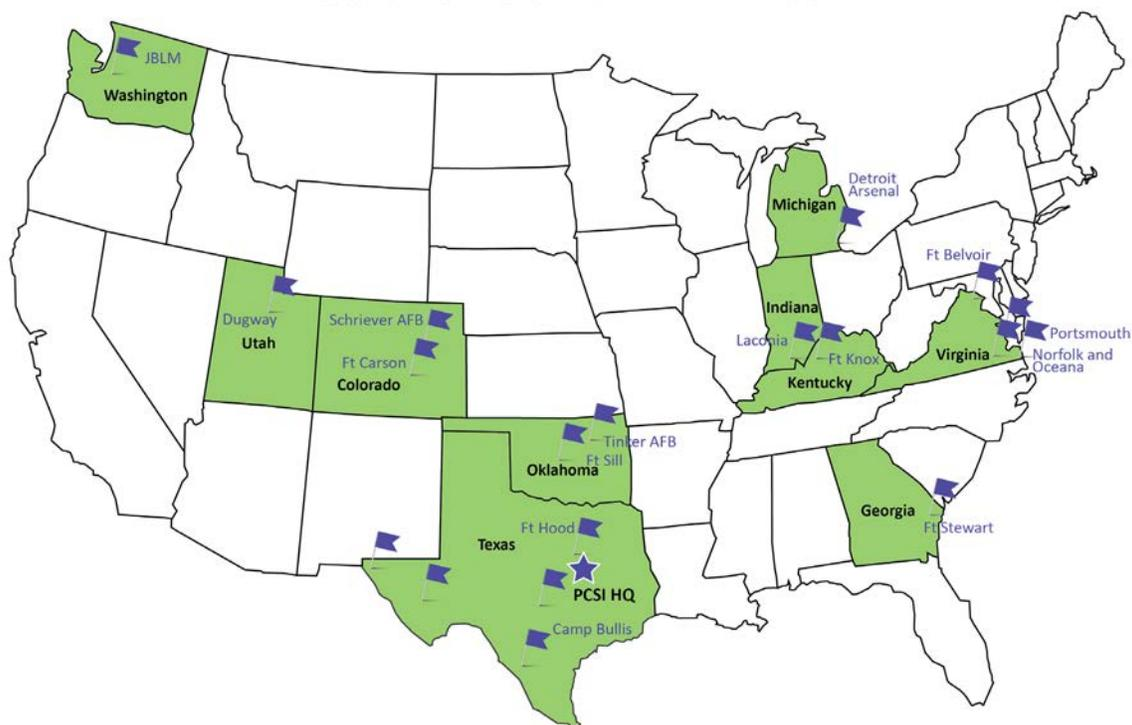 JBLM
Washington
Detroit
Arsenal
Michigan
Ft Belvoir
Dugway
Utah
Schriever AFB
Ft Carson
Colorado
Indiana
Laconia
Ft Knox
Kentucky
Virginia
Portsmouth
Norfolk and
Oceana
Tinker AFB
Ft Sill
Oklahoma
Georgia
Ft Stewart
Ft Hood
Texas
PCSI HQ
Camp Bullis